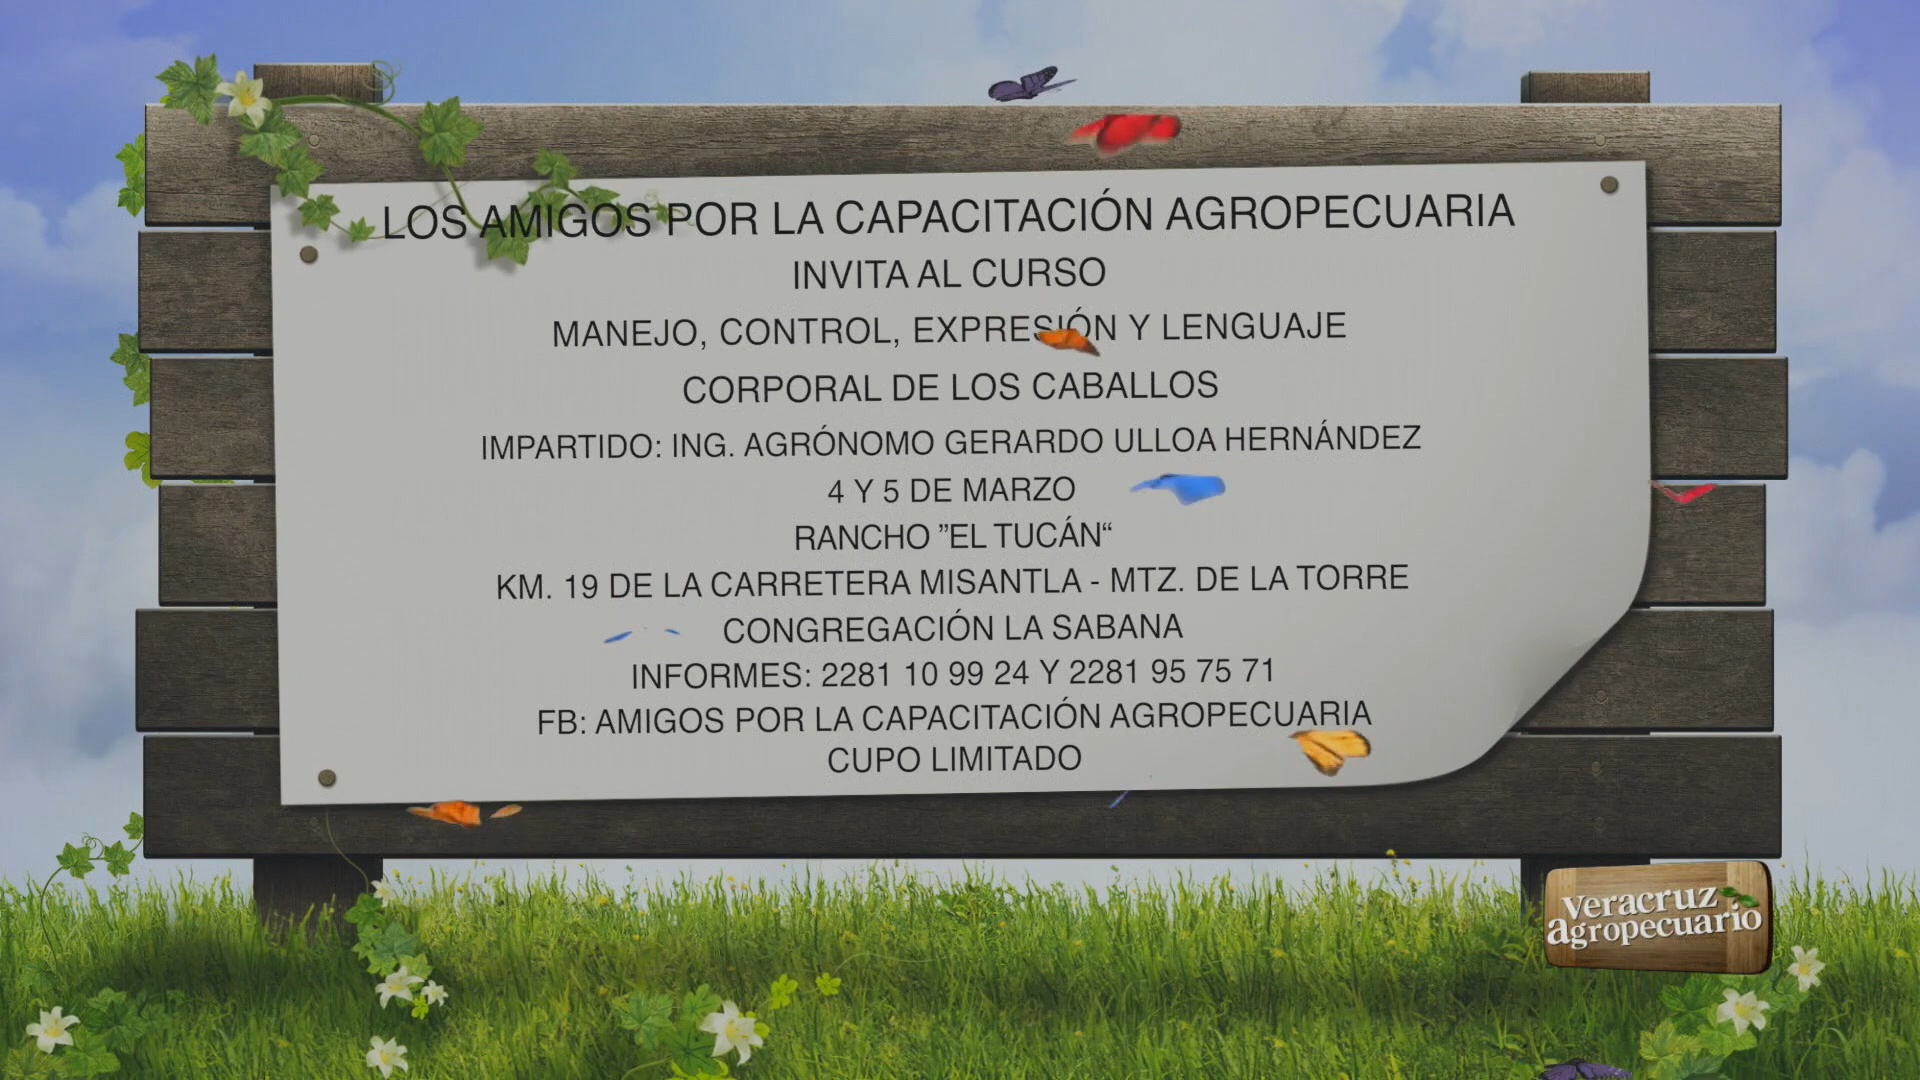 LOS AMIGOS POR LA CAPACITACIÓN AGROPECUARIA
INVITA AL CURSO
MANEJO, CONTROL, EXPRESIÓN Y LENGUAJE
CORPORAL DE LOS CABALLOS
IMPARTIDO: ING. AGRÓNOMO GERARDO ULLOA HERNÁNDEZ
4 Y 5 DE MARZO
RANCHO ”EL TUCÁN“
KM. 19 DE LA CARRETERA MISANTLA - MTZ. DE LA TORRE
CONGREGACIÓN LA SABANA
INFORMES: 2281 10 99 24 Y 2281 95 75 71
FB: AMIGOS POR LA CAPACITACIÓN AGROPECUARIA
CUPO LIMITADO
veracruz
agropecuario